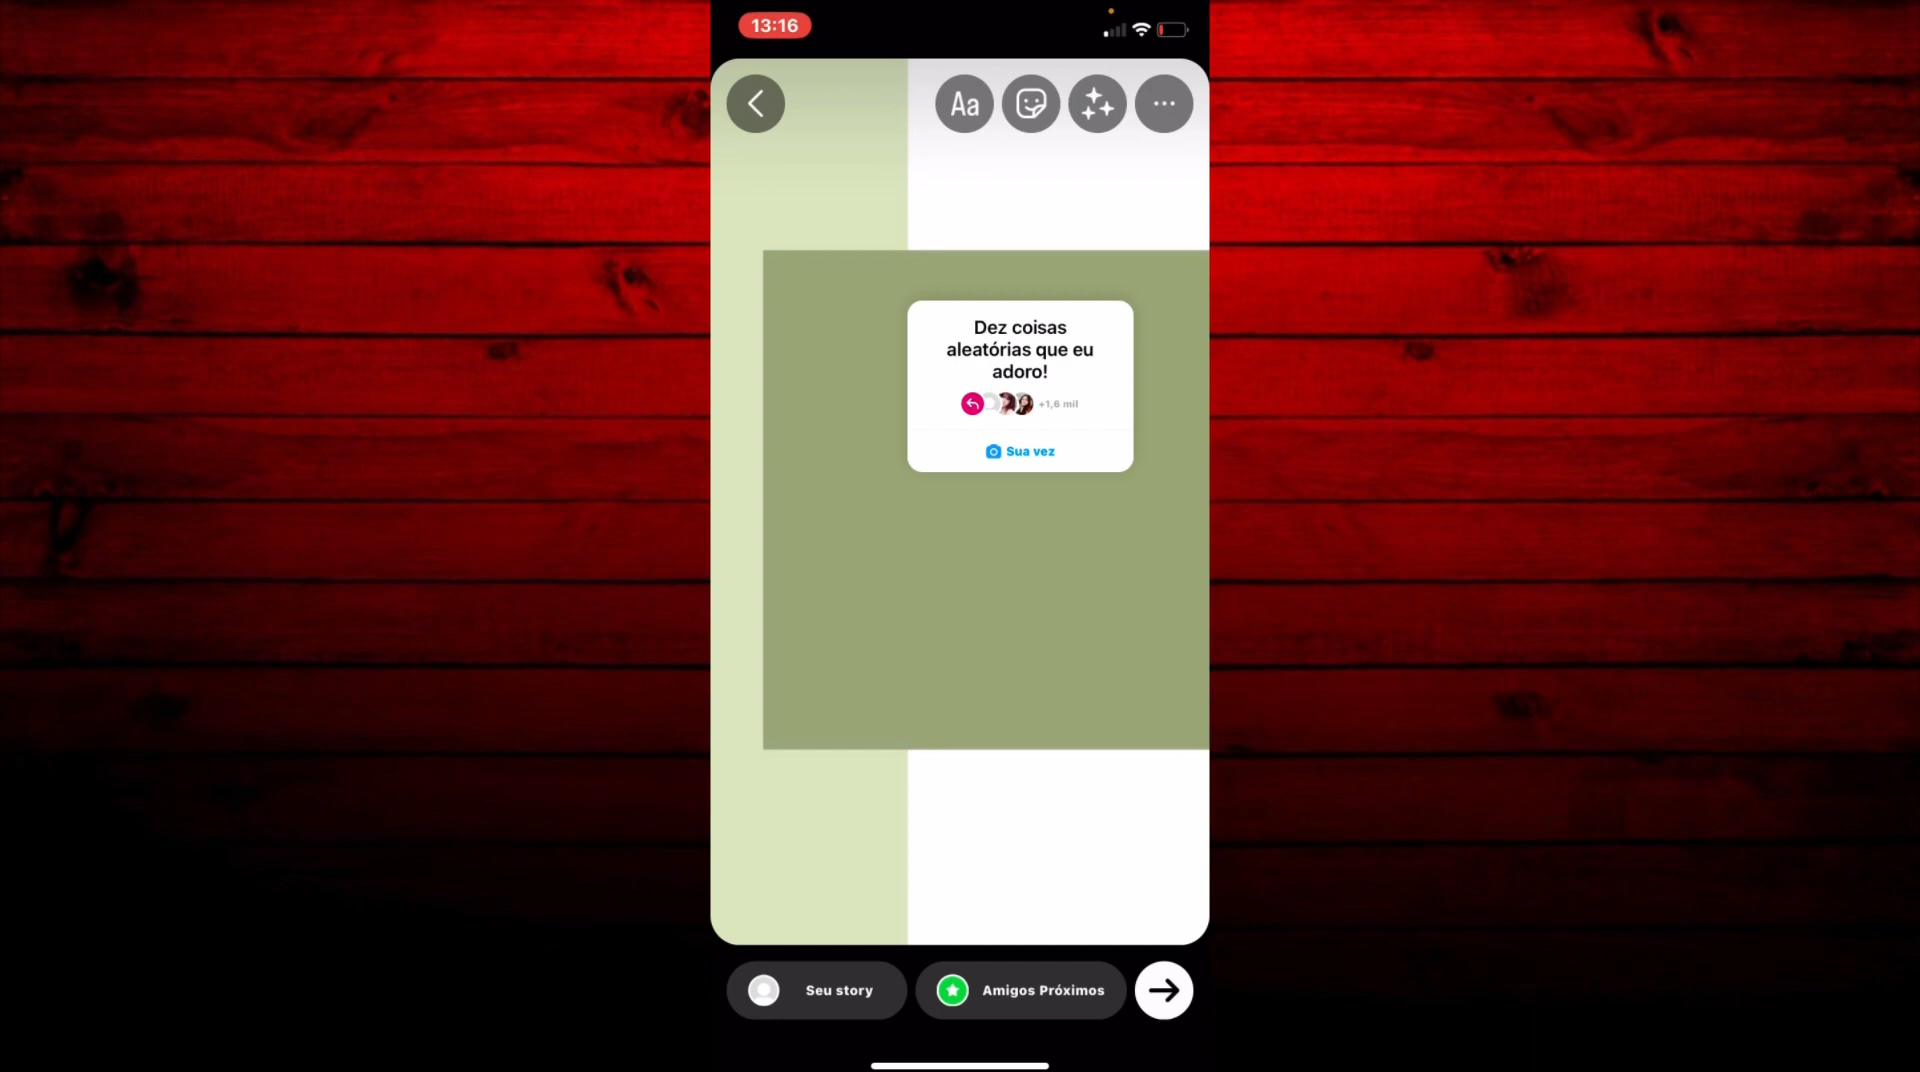 13:16
Aa
Dez coisas
aleatórias que eu
adoro!
+1,6 mil
Sua vez
Seu story
Amigos Próximos